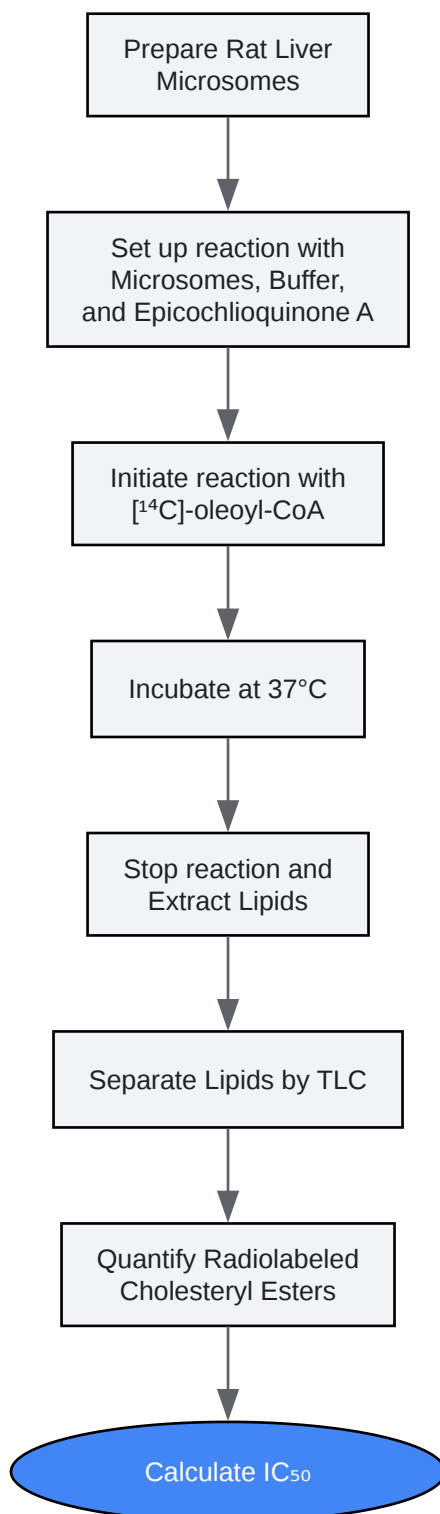 Prepare Rat Liver
Microsomes
Set up reaction with
Microsomes, Buffer,
and Epicochlioquinone A
Initiate reaction with
[¹⁴C]-oleoyl-CoA
Incubate at 37°C
Stop reaction and
Extract Lipids
Separate Lipids by TLC
Quantify Radiolabeled
Cholesteryl Esters
Calculate IC₅₀